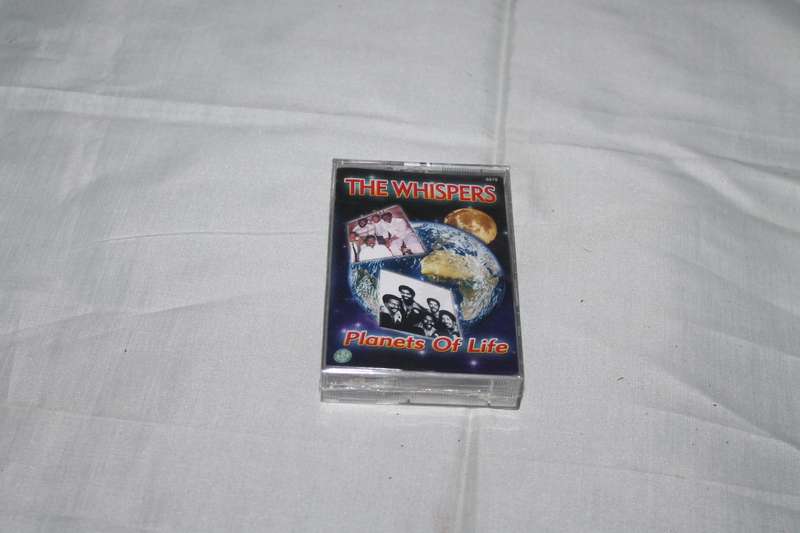 THE WHISPERS
Planets Of Life